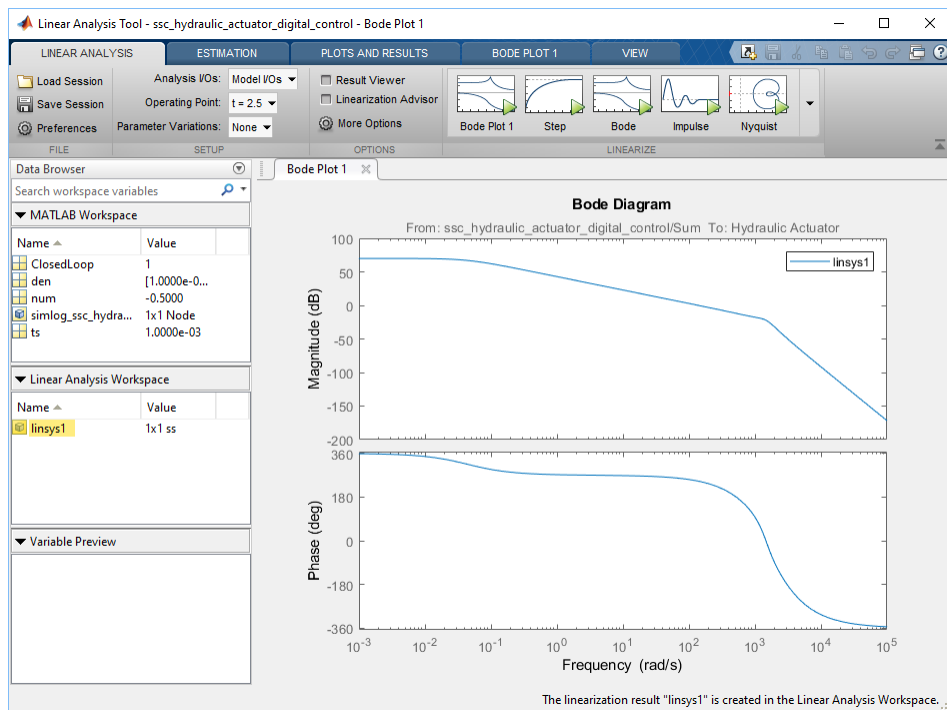 Linear Analysis Tool - ssc_hydraulic_actuator_digital_control - Bode Plot 1
LINEAR ANALYSIS ESTIMATION PLOTS AND RESULTS BODE PLOT 1 VIEW
Load Session
Save Session
Preferences
FILE
Analysis I/Os: Model I/Os
Operating Point: t = 2.5
Parameter Variations: None
SETUP
Result Viewer
Linearization Advisor
More Options
OPTIONS
Bode Plot 1 Step Bode Impulse Nyquist
LINEARIZE
Data Browser
Search workspace variables
MATLAB Workspace
Name Value
ClosedLoop 1
den [1.0000e-0...
num -0.5000
simlog_ssc_hydra... 1x1 Node
ts 1.0000e-03
Linear Analysis Workspace
Name Value
linsys1 1x1 ss
Variable Preview
Bode Plot 1
Bode Diagram
From: ssc_hydraulic_actuator_digital_control/Sum To: Hydraulic Actuator
linsys1
Magnitude (dB)
100
50
0
-50
-100
-150
-200
Phase (deg)
360
180
0
-180
-360
10^-3 10^-2 10^-1 10^0 10^1 10^2 10^3 10^4 10^5
Frequency (rad/s)
The linearization result "linsys1" is created in the Linear Analysis Workspace.